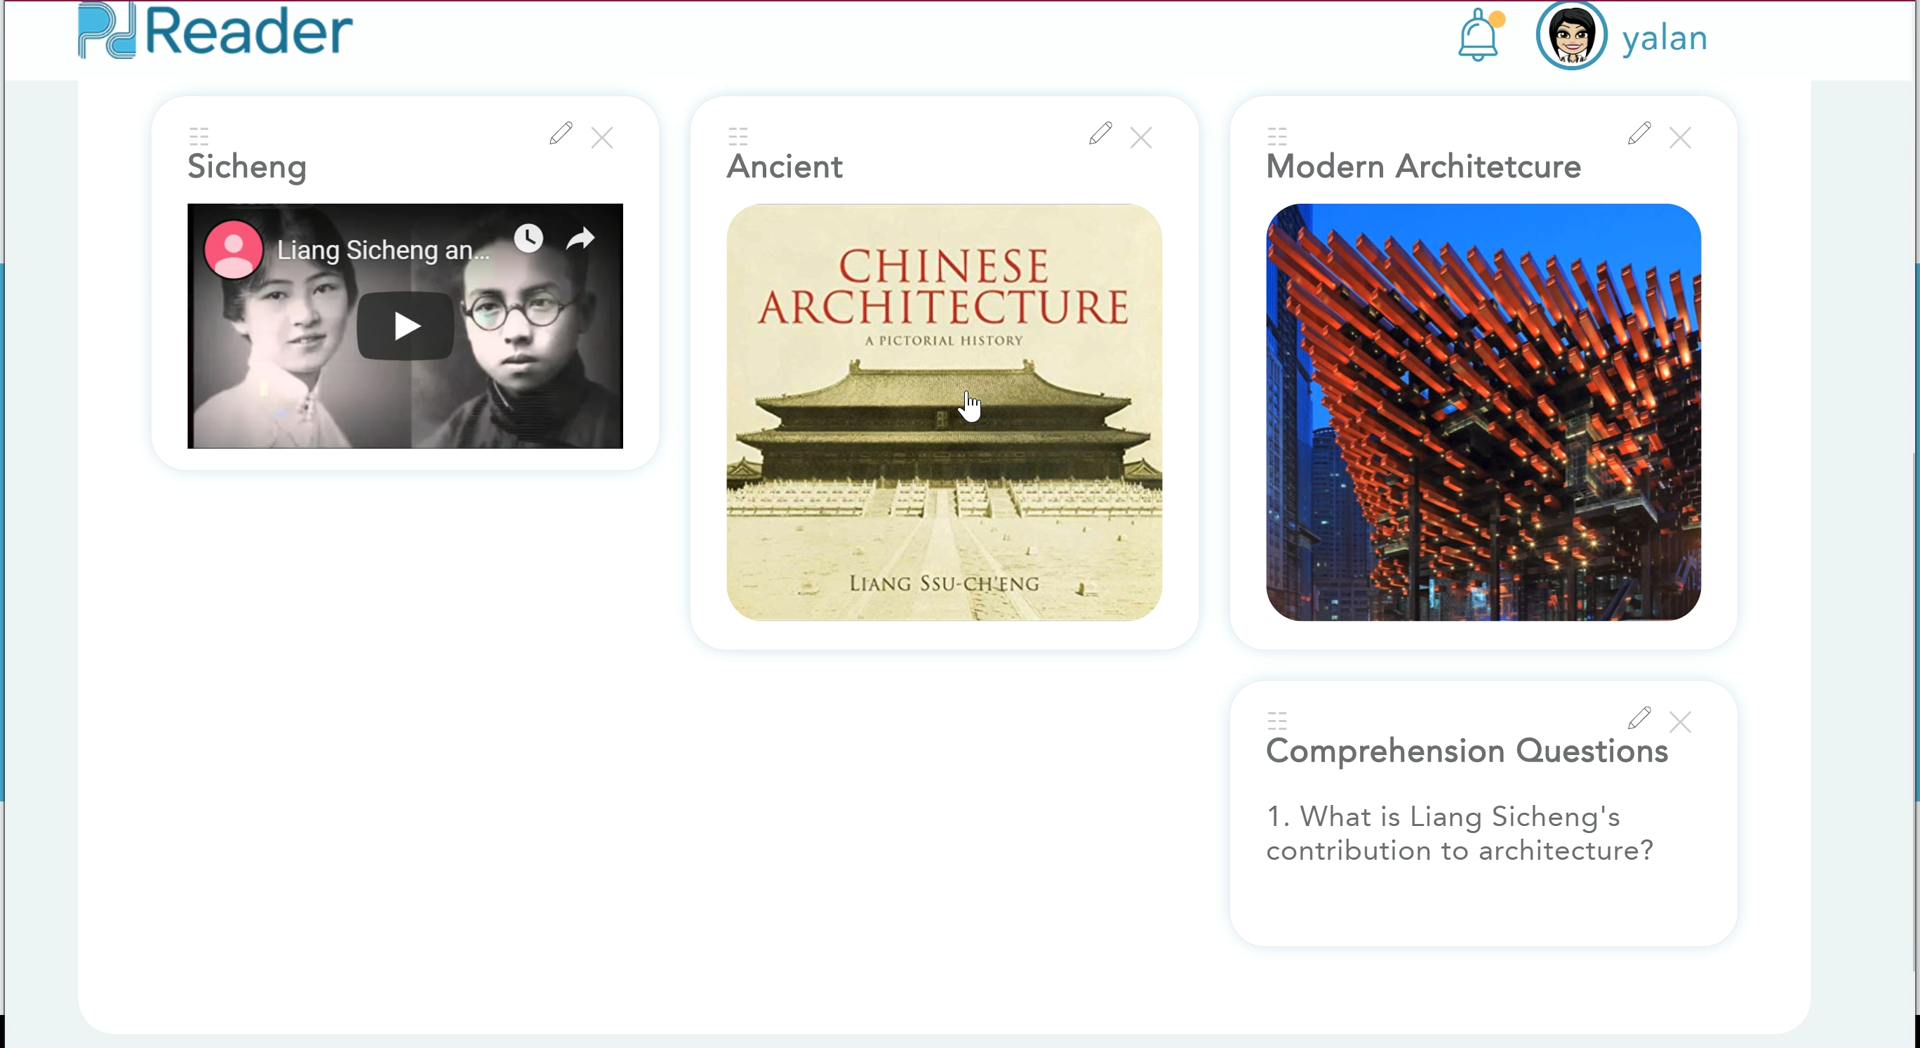 Reader
yalan
Sicheng
Liang Sicheng an...
Ancient
CHINESE
ARCHITECTURE
A PICTORIAL HISTORY
LIANG SSU-CH'ENG
Modern Architetcure
Comprehension Questions
1. What is Liang Sicheng's
contribution to architecture?